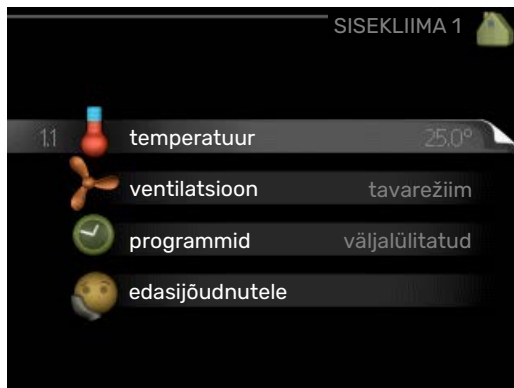 SISEKLIIMA 1
1.1 temperatuur 25.0°
ventilatsioon tavarežiim
programmid väljalülitatud
edasijõudnutele